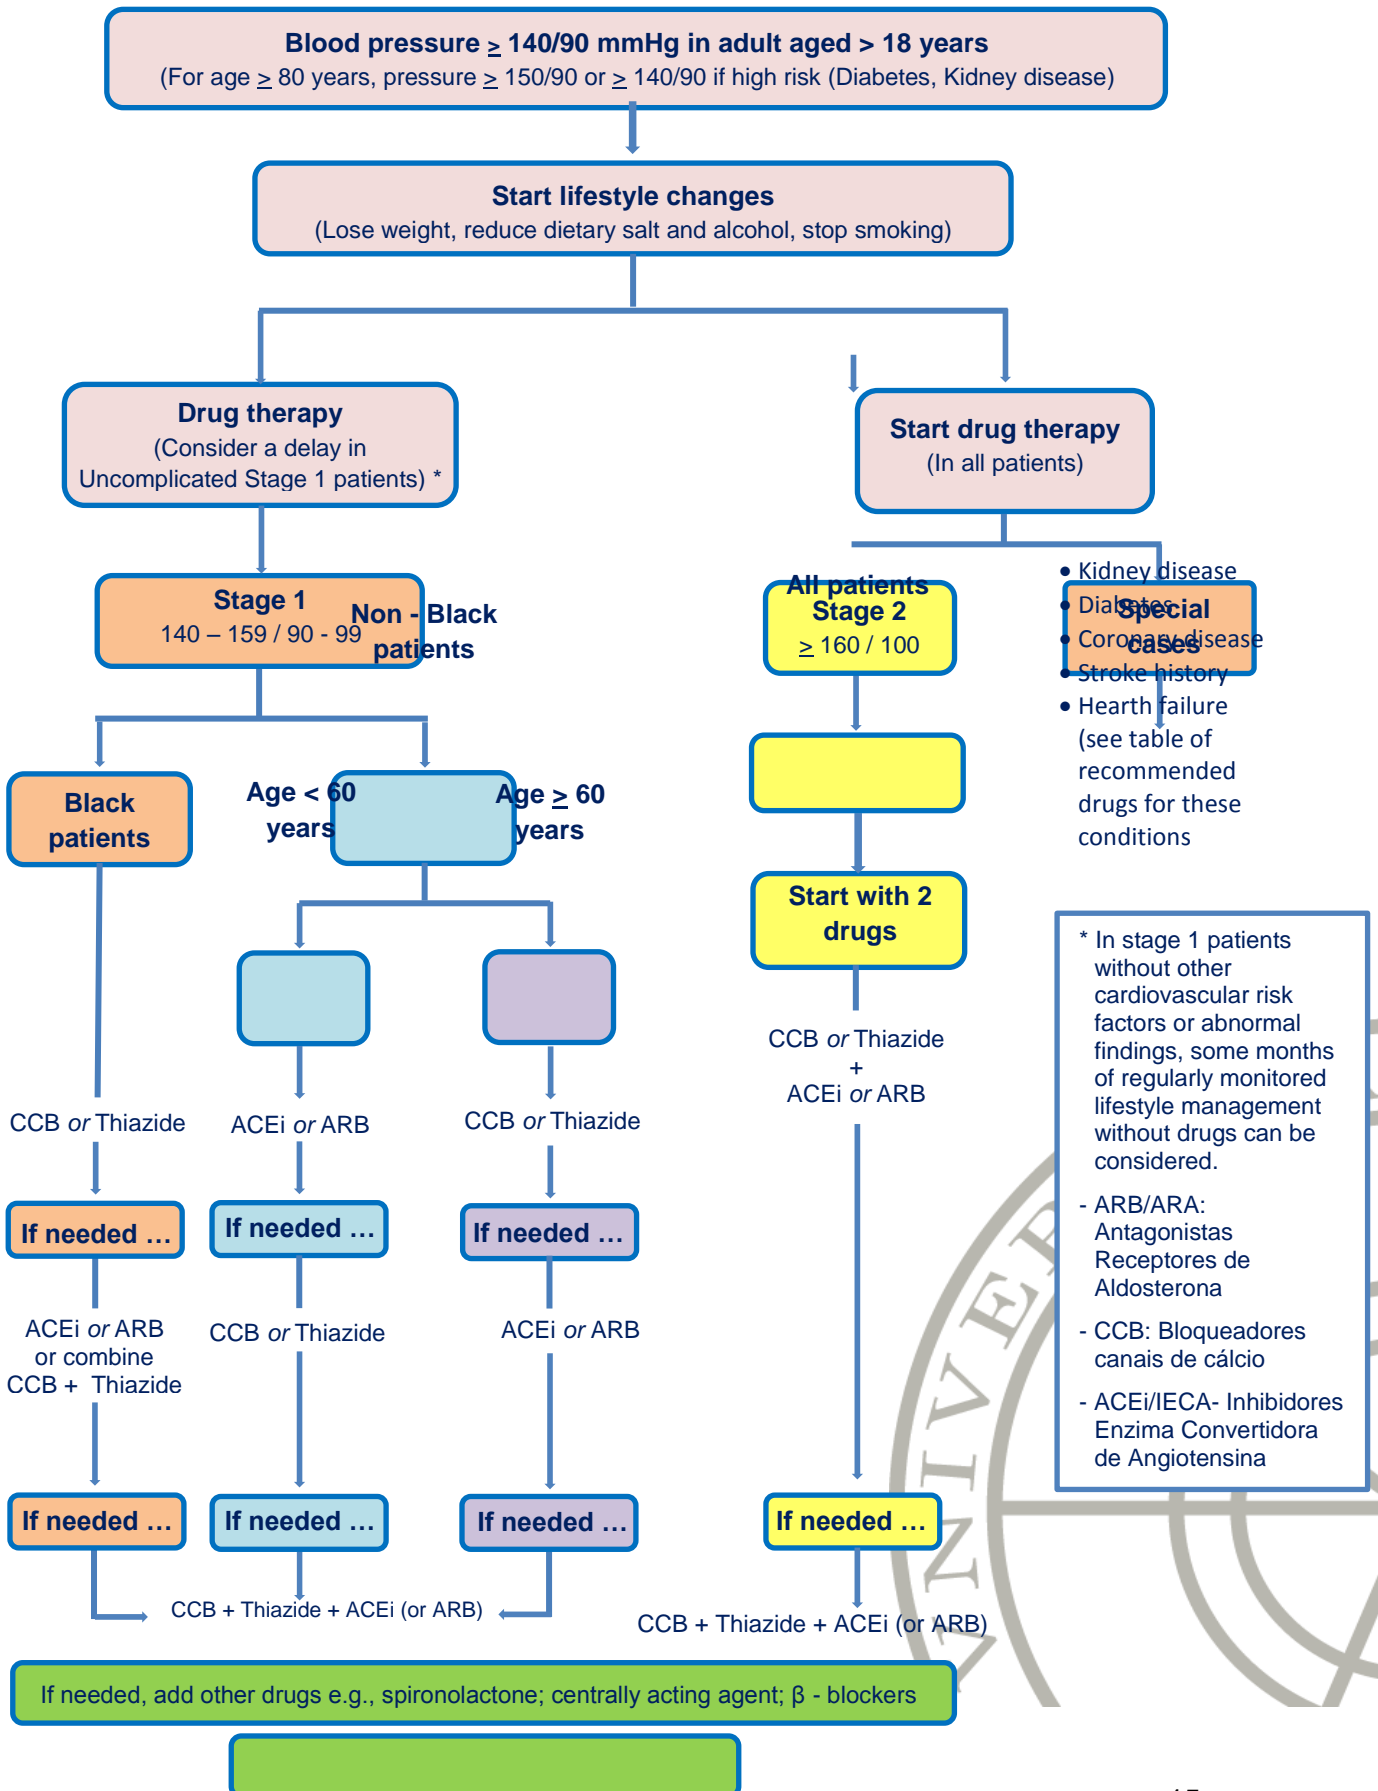 Blood pressure ≥ 140/90 mmHg in adult aged > 18 years
(For age ≥ 80 years, pressure ≥ 150/90 or ≥ 140/90 if high risk (Diabetes, Kidney disease)
Start lifestyle changes
(Lose weight, reduce dietary salt and alcohol, stop smoking)
Drug therapy
(Consider a delay in
Uncomplicated Stage 1 patients) *
Start drug therapy
(In all patients)
Stage 1
140 – 159 / 90 - 99
Non - Black
patients
All patients
Stage 2
≥ 160 / 100
Special
cases
• Kidney disease
• Diabetes
• Coronary disease
• Stroke history
• Hearth failure
(see table of
recommended
drugs for these
conditions
Black
patients
Age < 60
years
Age ≥ 60
years
Start with 2
drugs
CCB or Thiazide
ACEi or ARB
CCB or Thiazide
CCB or Thiazide
+
ACEi or ARB
If needed …
If needed …
If needed …
ACEi or ARB
or combine
CCB + Thiazide
CCB or Thiazide
ACEi or ARB
If needed …
If needed …
If needed …
If needed …
CCB + Thiazide + ACEi (or ARB)
CCB + Thiazide + ACEi (or ARB)
* In stage 1 patients
without other
cardiovascular risk
factors or abnormal
findings, some months
of regularly monitored
lifestyle management
without drugs can be
considered.
- ARB/ARA:
Antagonistas
Receptores de
Aldosterona
- CCB: Bloqueadores
canais de cálcio
- ACEi/IECA- Inhibidores
Enzima Convertidora
de Angiotensina
If needed, add other drugs e.g., spironolactone; centrally acting agent; β - blockers